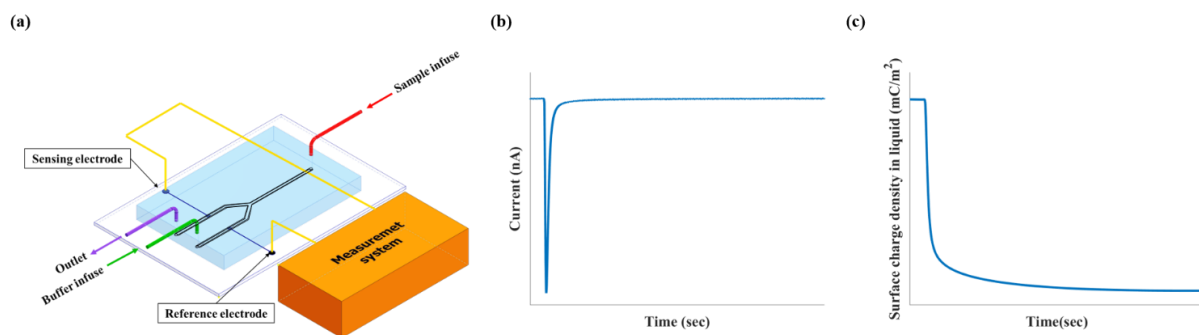 (a)
Sample infuse
Sensing electrode
Outlet
Buffer infuse
Reference electrode
Measuremet
system
(b)
Current (nA)
Time (sec)
(c)
Surface charge density in liquid (mC/m²)
Time(sec)